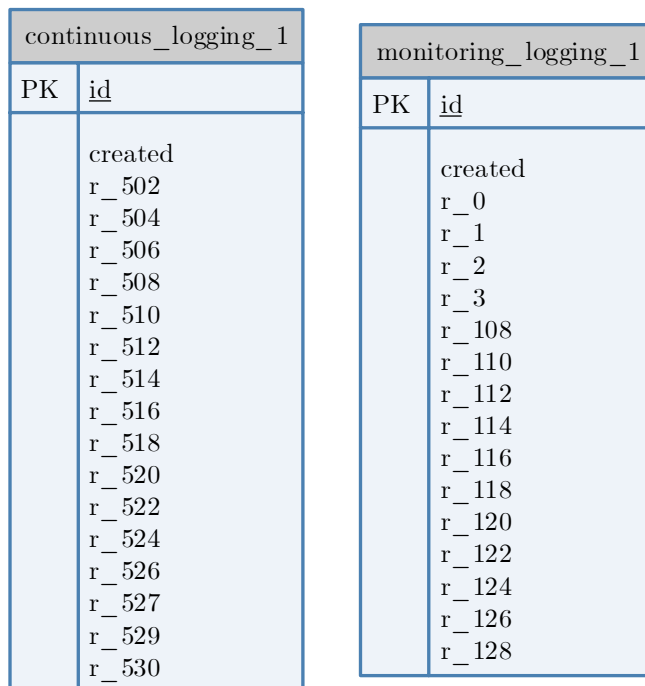 continuous_logging_1
PK id
created
r_502
r_504
r_506
r_508
r_510
r_512
r_514
r_516
r_518
r_520
r_522
r_524
r_526
r_527
r_529
r_530
monitoring_logging_1
PK id
created
r_0
r_1
r_2
r_3
r_108
r_110
r_112
r_114
r_116
r_118
r_120
r_122
r_124
r_126
r_128